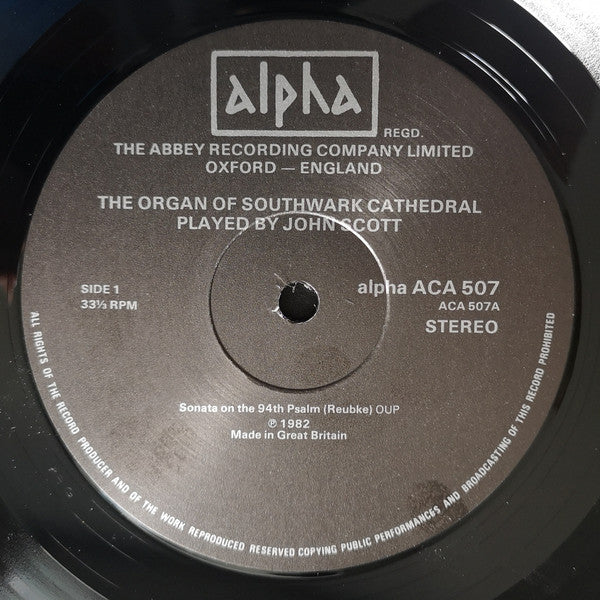 alpha
REGD.
THE ABBEY RECORDING COMPANY LIMITED
OXFORD — ENGLAND
THE ORGAN OF SOUTHWARK CATHEDRAL
PLAYED BY JOHN SCOTT
SIDE 1
33⅓ RPM
alpha ACA 507
ACA 507A
STEREO
Sonata on the 94th Psalm (Reubke) OUP
℗ 1982
Made in Great Britain
ALL RIGHTS OF THE RECORD PRODUCER AND OF THE WORK REPRODUCED RESERVED COPYING PUBLIC PERFORMANCES AND BROADCASTING OF THIS RECORD PROHIBITED